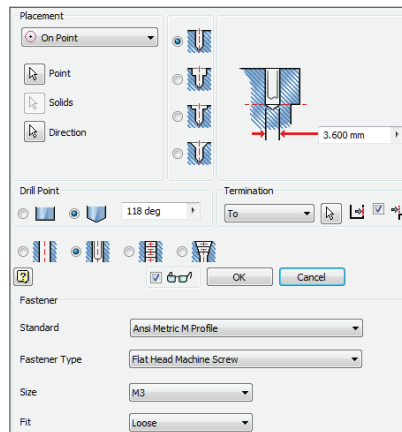 Placement
On Point
Point
Solids
Direction
3.600 mm
Drill Point
118 deg
Termination
To
?
OK
Cancel
Fastener
Standard
Ansi Metric M Profile
Fastener Type
Flat Head Machine Screw
Size
M3
Fit
Loose